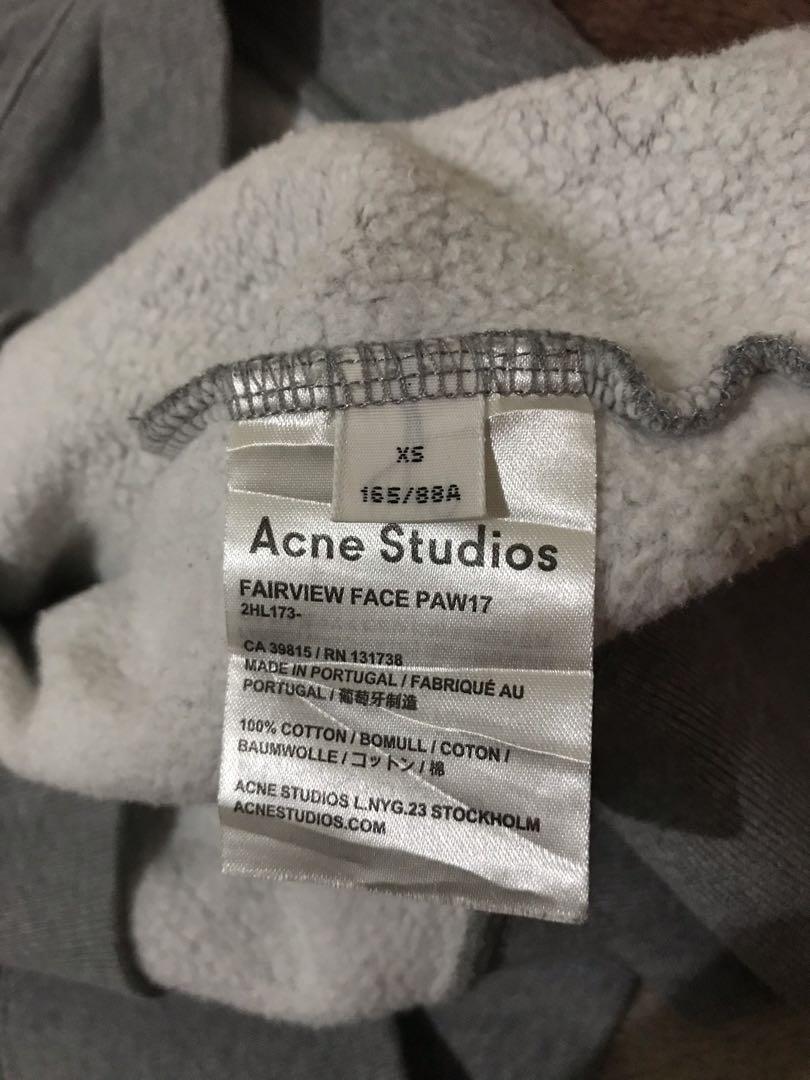 XS
165/88A
Acne Studios
FAIRVIEW FACE PAW17
2HL173-
CA 39815 / RN 131738
MADE IN PORTUGAL / FABRIQUÉ AU
PORTUGAL / 葡萄牙制造
100% COTTON / BOMULL / COTON /
BAUMWOLLE / コットン / 棉
ACNE STUDIOS L.NYG.23 STOCKHOLM
ACNESTUDIOS.COM